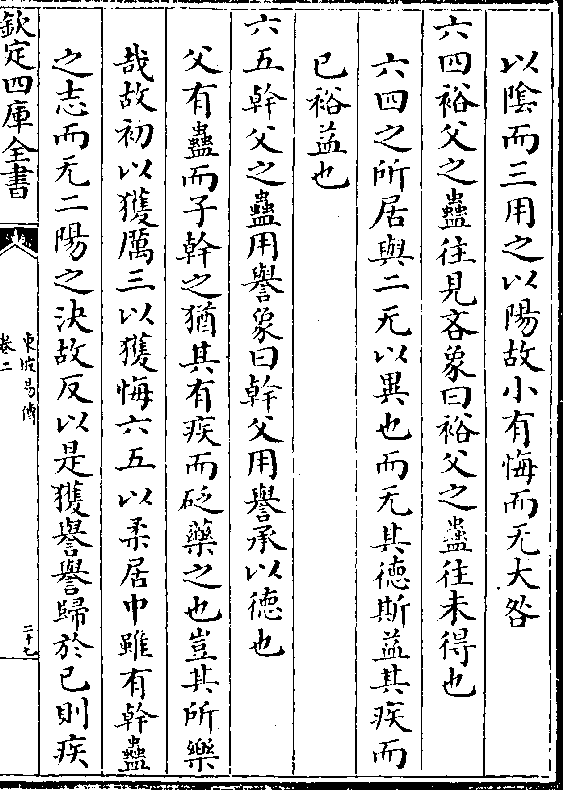 以陰而三用之以陽故小有悔而无大咎
六四裕父之蠱往見吝象曰裕父之蠱往未得也
六四之所居與二无以異也而无其德斯益其疾而
已裕益也
六五幹父之蠱用譽象曰幹父用譽承以德也
父有蠱而子幹之猶其有疾而砭藥之也豈其所樂
哉故初以獲厲三以獲悔六五以柔居中雖有幹蠱
之志而无二陽之決故反以是獲譽譽歸於已則疾
欽定四庫全書
東坡易傳
卷二
二十七